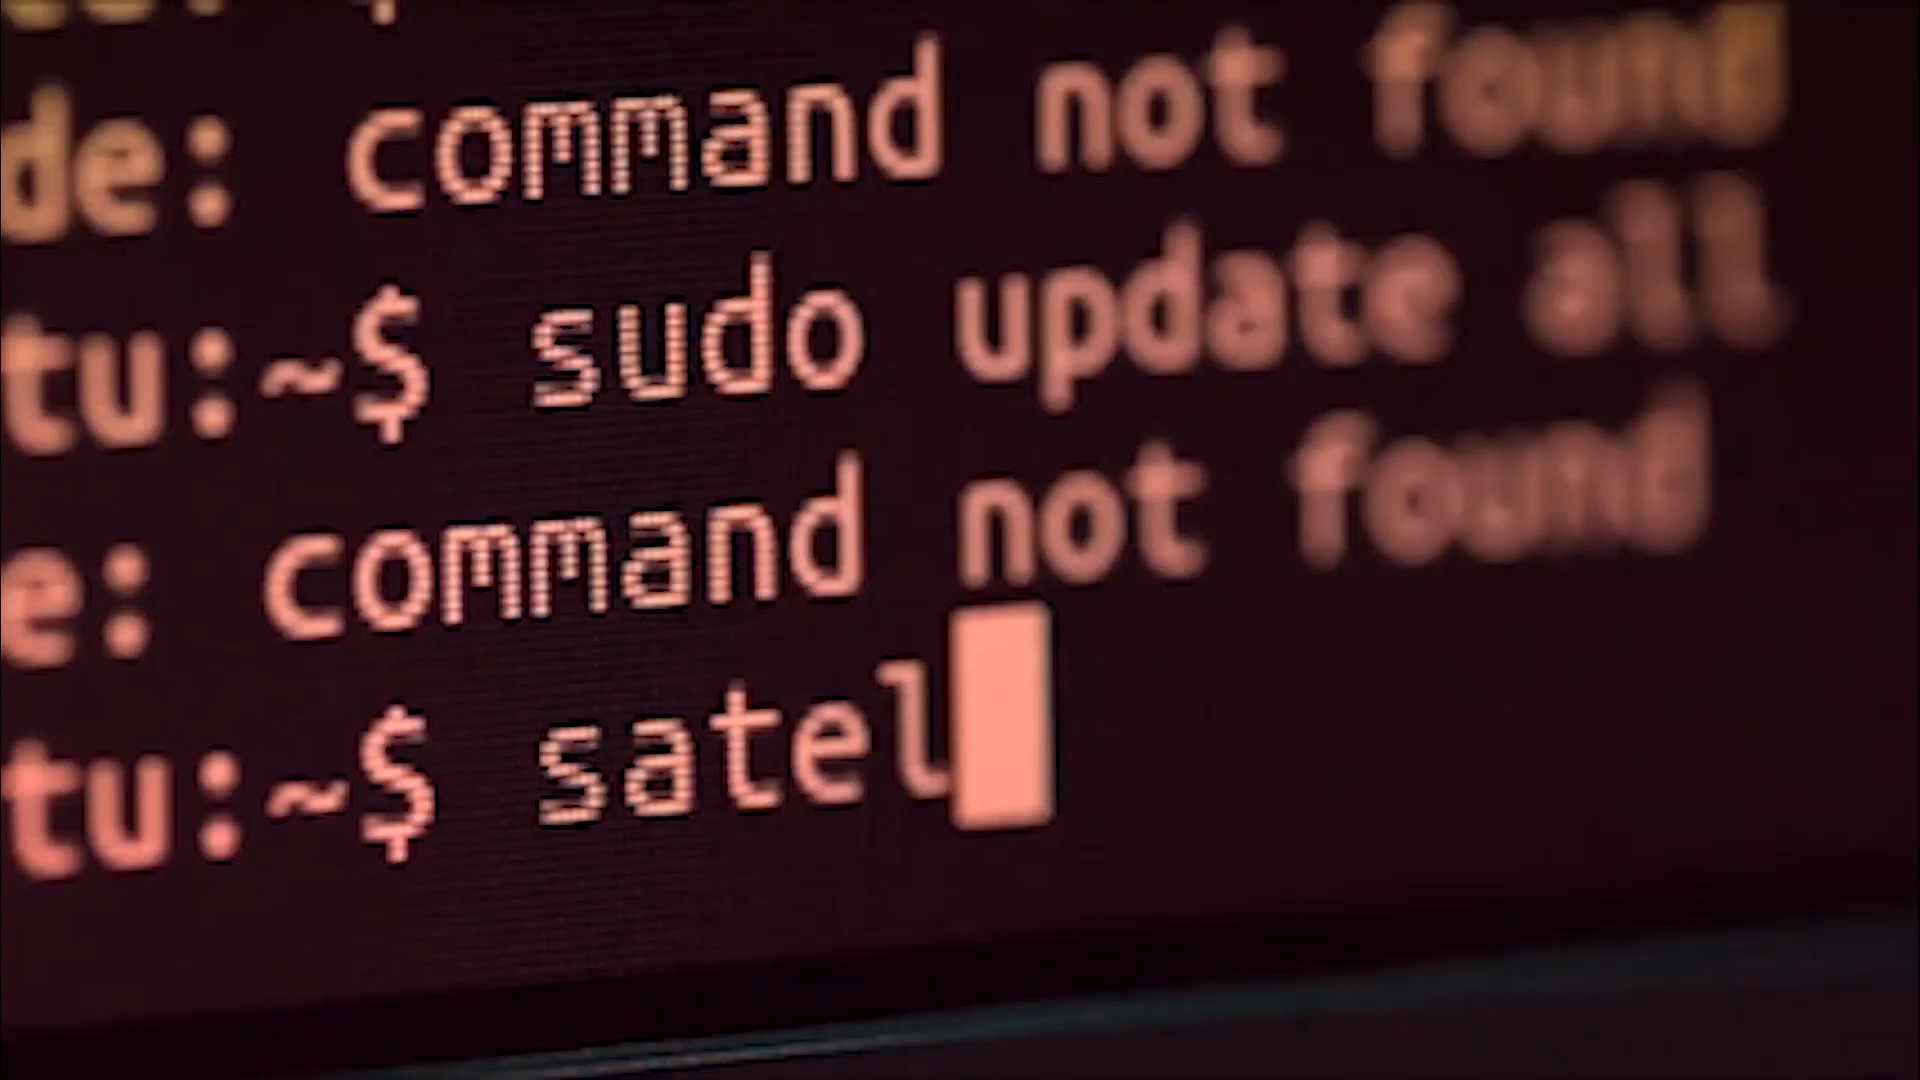 de: command not found
tu:~$ sudo update all
e: command not found
tu:~$ satel